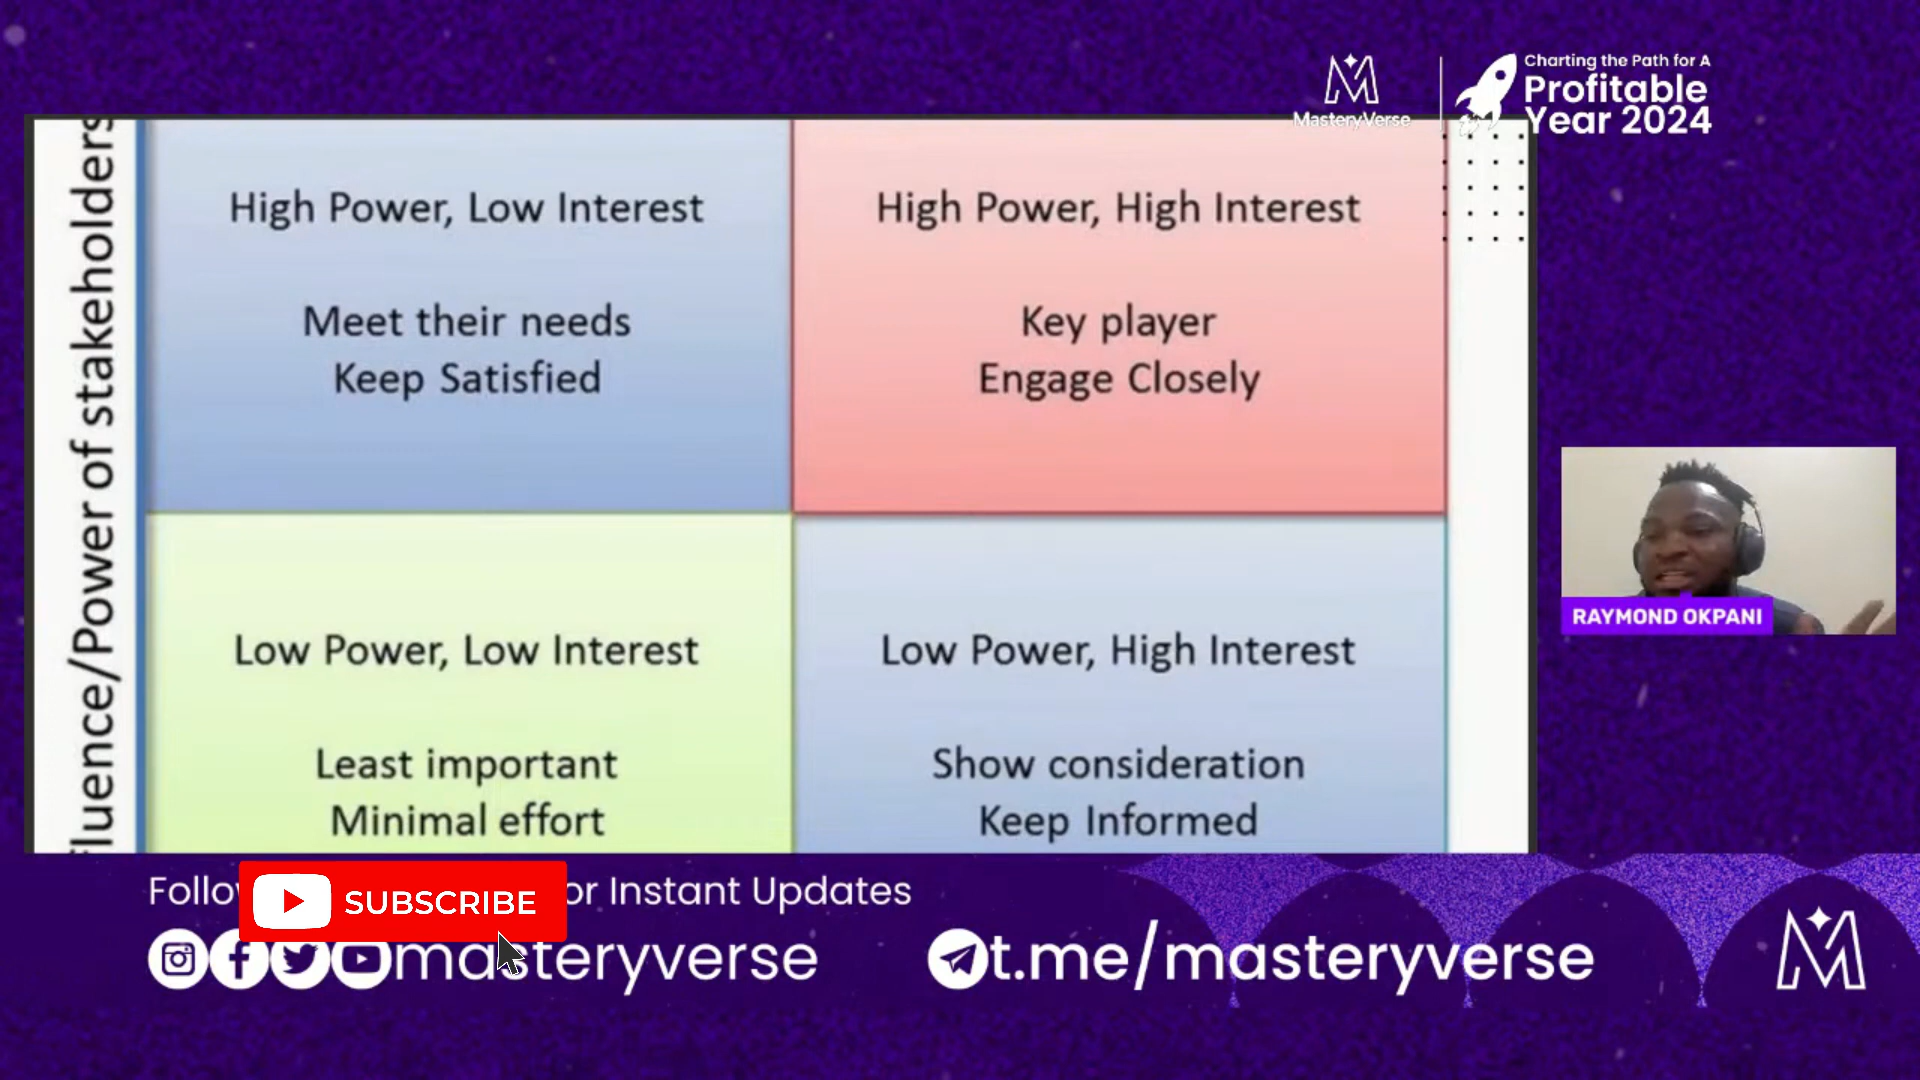 MasteryVerse
Charting the Path for A
Profitable
Year 2024
fluence/Power of stakeholders
High Power, Low Interest
Meet their needs
Keep Satisfied
High Power, High Interest
Key player
Engage Closely
Low Power, Low Interest
Least important
Minimal effort
Low Power, High Interest
Show consideration
Keep Informed
RAYMOND OKPANI
Follo
SUBSCRIBE
or Instant Updates
masteryverse
t.me/masteryverse